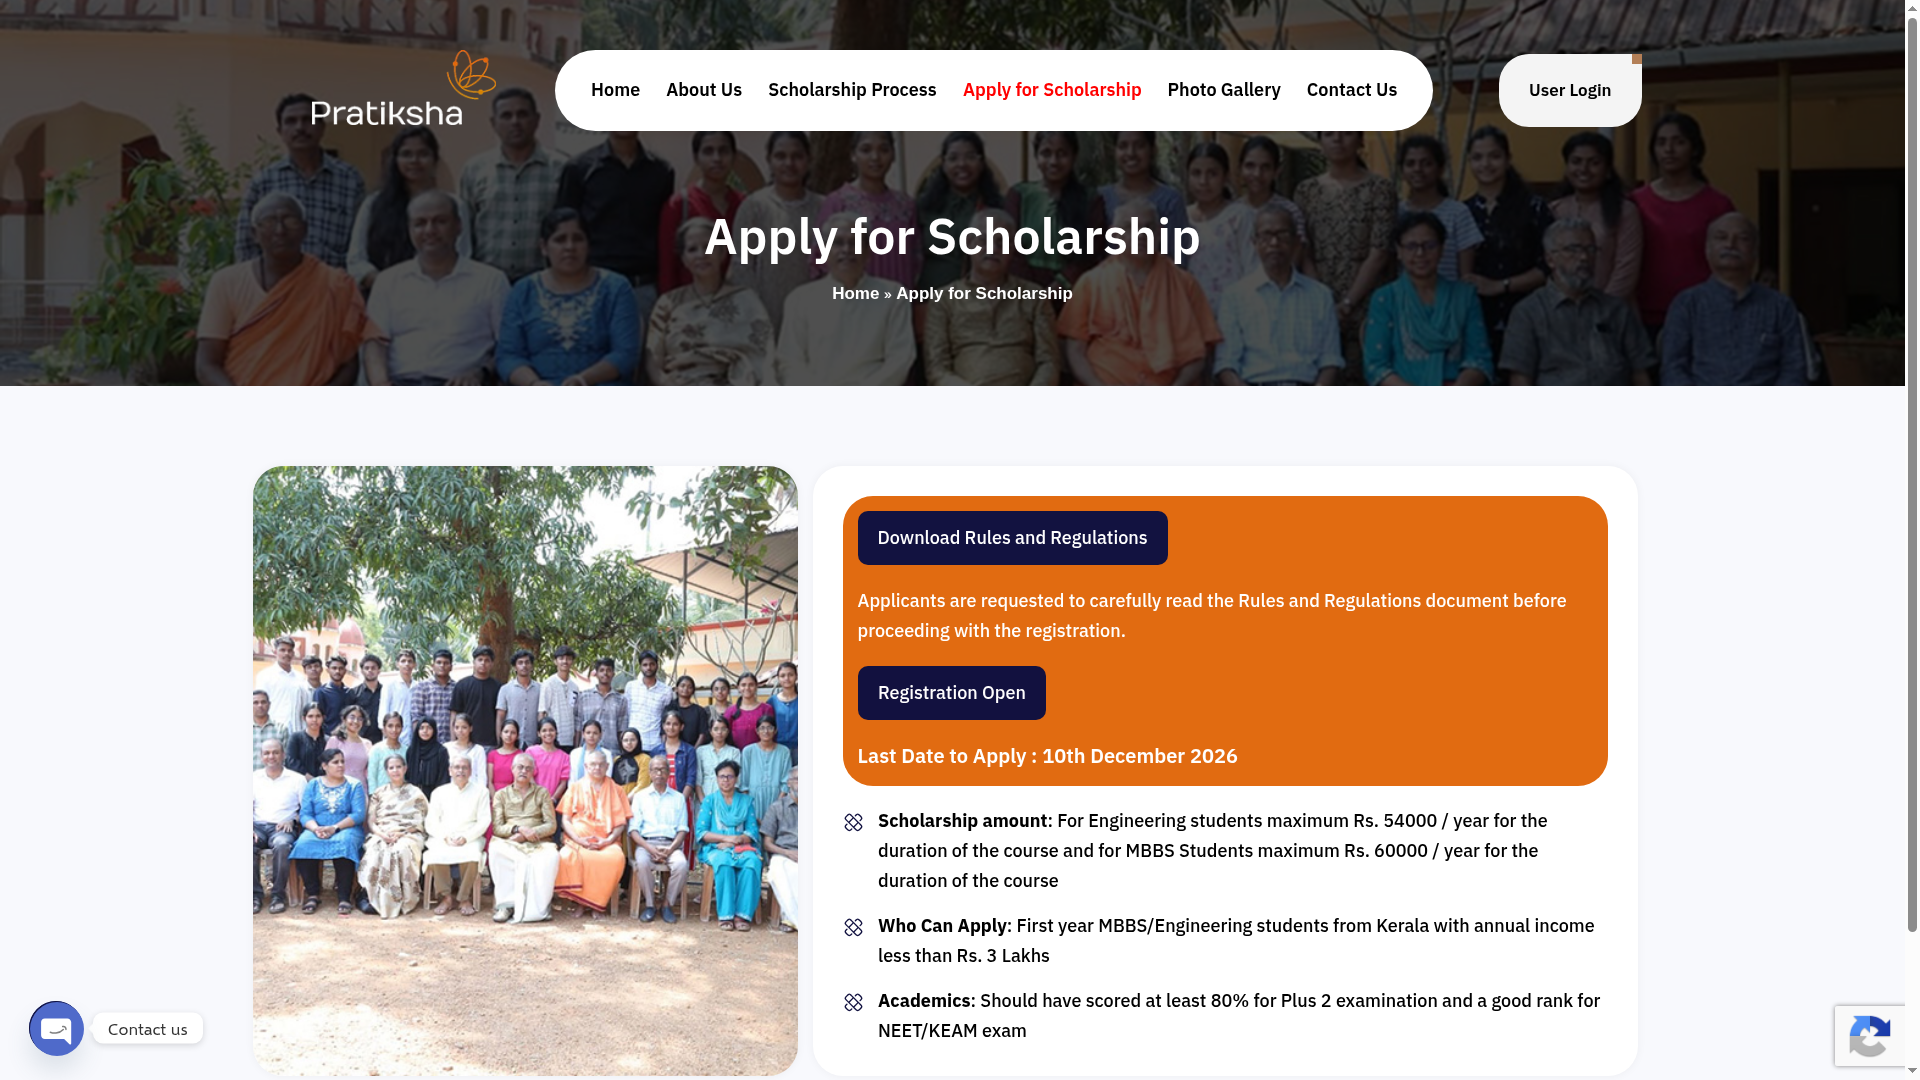 Pratiksha
Home About Us Scholarship Process Apply for Scholarship Photo Gallery Contact Us
User Login
Apply for Scholarship
Home » Apply for Scholarship
Download Rules and Regulations
Applicants are requested to carefully read the Rules and Regulations document before
proceeding with the registration.
Registration Open
Last Date to Apply : 10th December 2026
Scholarship amount: For Engineering students maximum Rs. 54000 / year for the
duration of the course and for MBBS Students maximum Rs. 60000 / year for the
duration of the course
Who Can Apply: First year MBBS/Engineering students from Kerala with annual income
less than Rs. 3 Lakhs
Academics: Should have scored at least 80% for Plus 2 examination and a good rank for
NEET/KEAM exam
Contact us